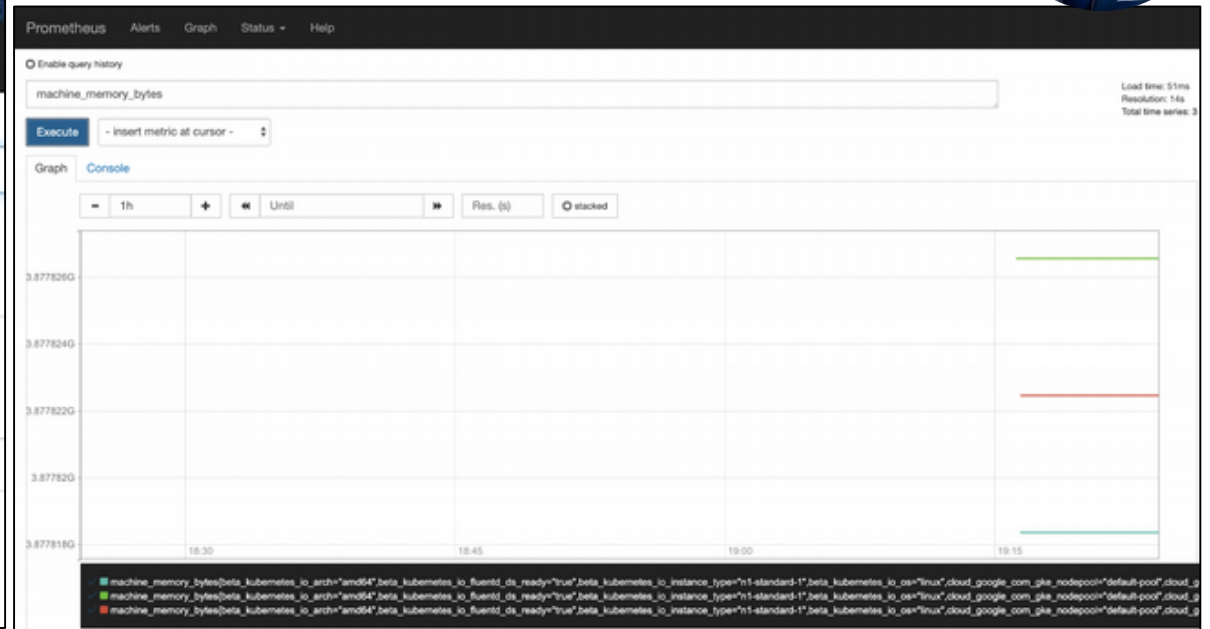 Prometheus Alerts Graph Status Help
Enable query history
machine_memory_bytes
Load time: 51ms
Resolution: 14s
Total time series: 3
Execute - insert metric at cursor -
Graph Console
- 1h + Until Res. (s) stacked
3.877826G
3.877824G
3.877822G
3.87782G
3.877818G
18:30 18:45 19:00 19:15
machine_memory_bytes{beta_kubernetes_io_arch="amd64",beta_kubernetes_io_fluentd_ds_ready="true",beta_kubernetes_io_instance_type="n1-standard-1",beta_kubernetes_io_os="linux",cloud_google_com_gke_nodepool="default-pool",cloud_g
machine_memory_bytes{beta_kubernetes_io_arch="amd64",beta_kubernetes_io_fluentd_ds_ready="true",beta_kubernetes_io_instance_type="n1-standard-1",beta_kubernetes_io_os="linux",cloud_google_com_gke_nodepool="default-pool",cloud_g
machine_memory_bytes{beta_kubernetes_io_arch="amd64",beta_kubernetes_io_fluentd_ds_ready="true",beta_kubernetes_io_instance_type="n1-standard-1",beta_kubernetes_io_os="linux",cloud_google_com_gke_nodepool="default-pool",cloud_g